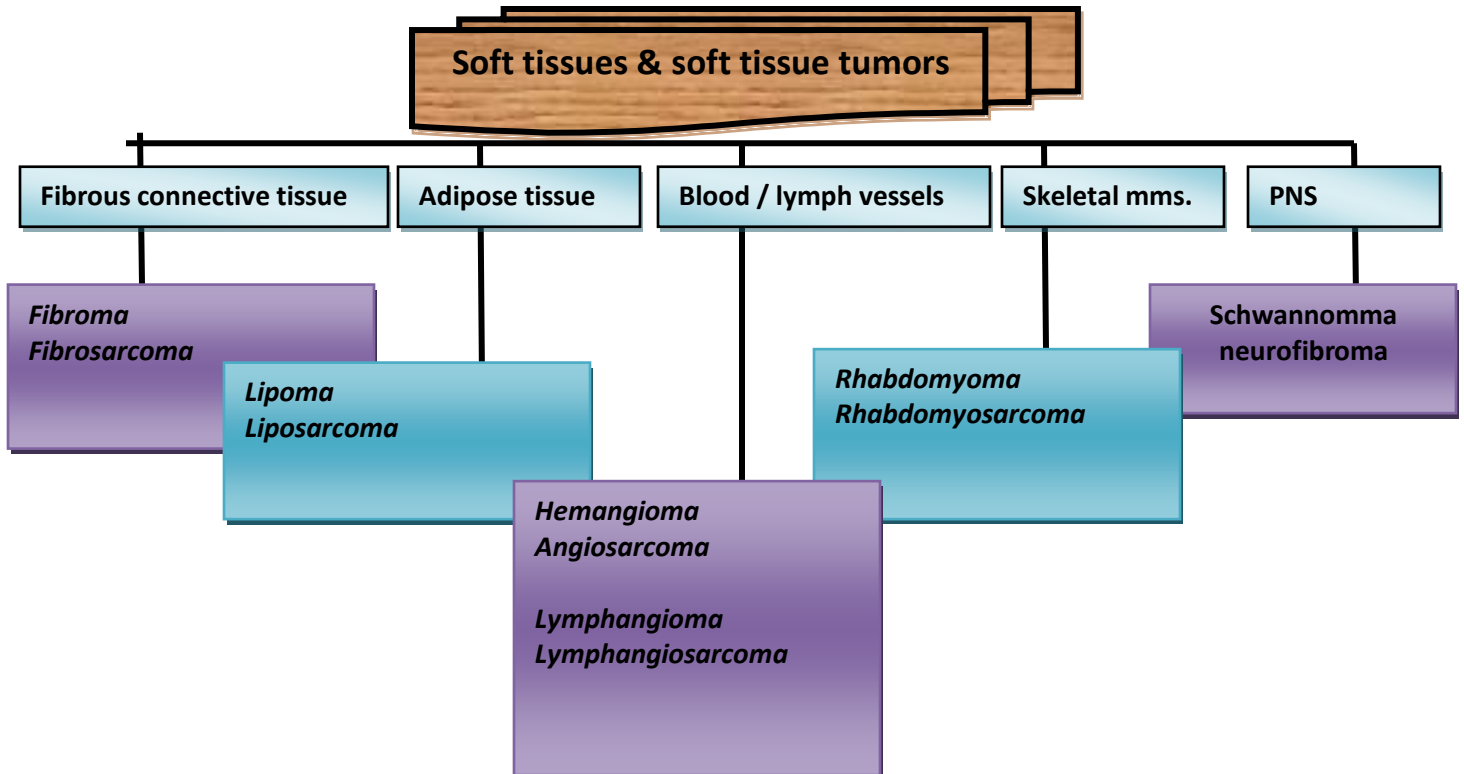 Soft tissues & soft tissue tumors
Fibrous connective tissue
Adipose tissue
Blood / lymph vessels
Skeletal mms.
PNS
Fibroma
Fibrosarcoma
Lipoma
Liposarcoma
Hemangioma
Angiosarcoma
Lymphangioma
Lymphangiosarcoma
Rhabdomyoma
Rhabdomyosarcoma
Schwannomma
neurofibroma